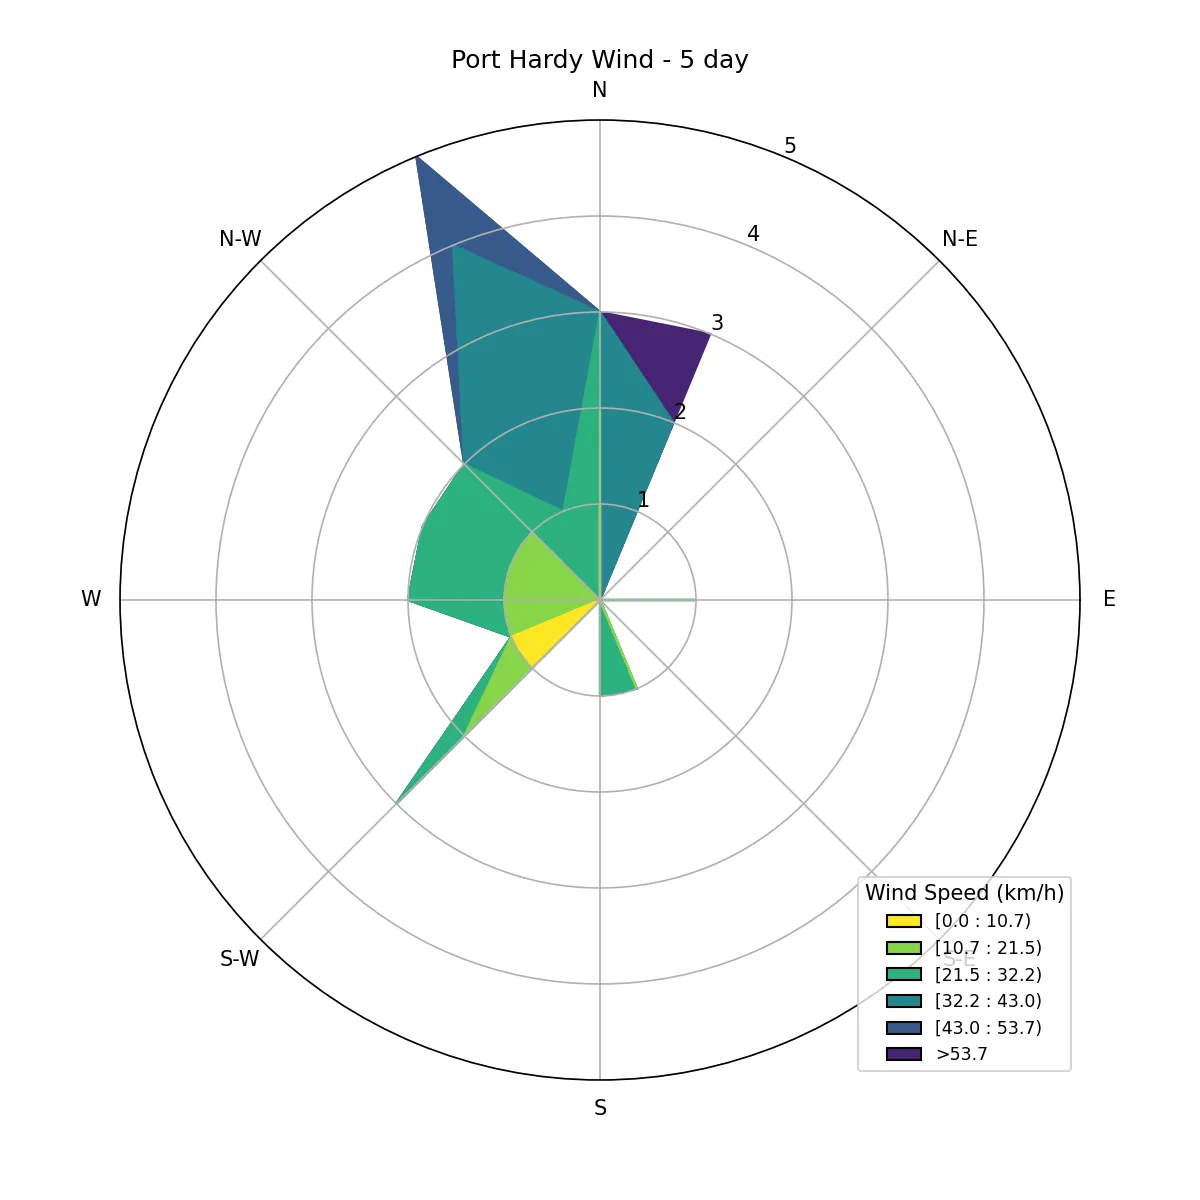 Port Hardy Wind - 5 day
N
5
N-W
N-E
4
3
2
1
W
E
S-W
S-E
S
Wind Speed (km/h)
[0.0 : 10.7)
[10.7 : 21.5)
[21.5 : 32.2)
[32.2 : 43.0)
[43.0 : 53.7)
>53.7